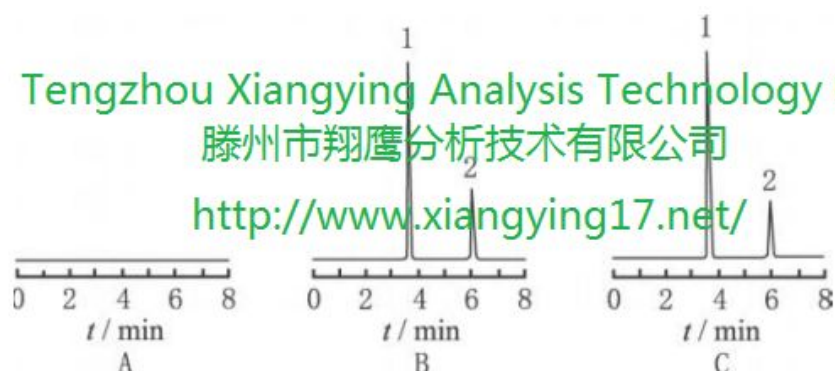 1
1
Tengzhou Xiangying Analysis Technology
滕州市翔鹰分析技术有限公司
2
2
http://www.xiangying17.net/
0 2 4 6 8
0 2 4 6 8
0 2 4 6 8
t / min
t / min
t / min
A
B
C